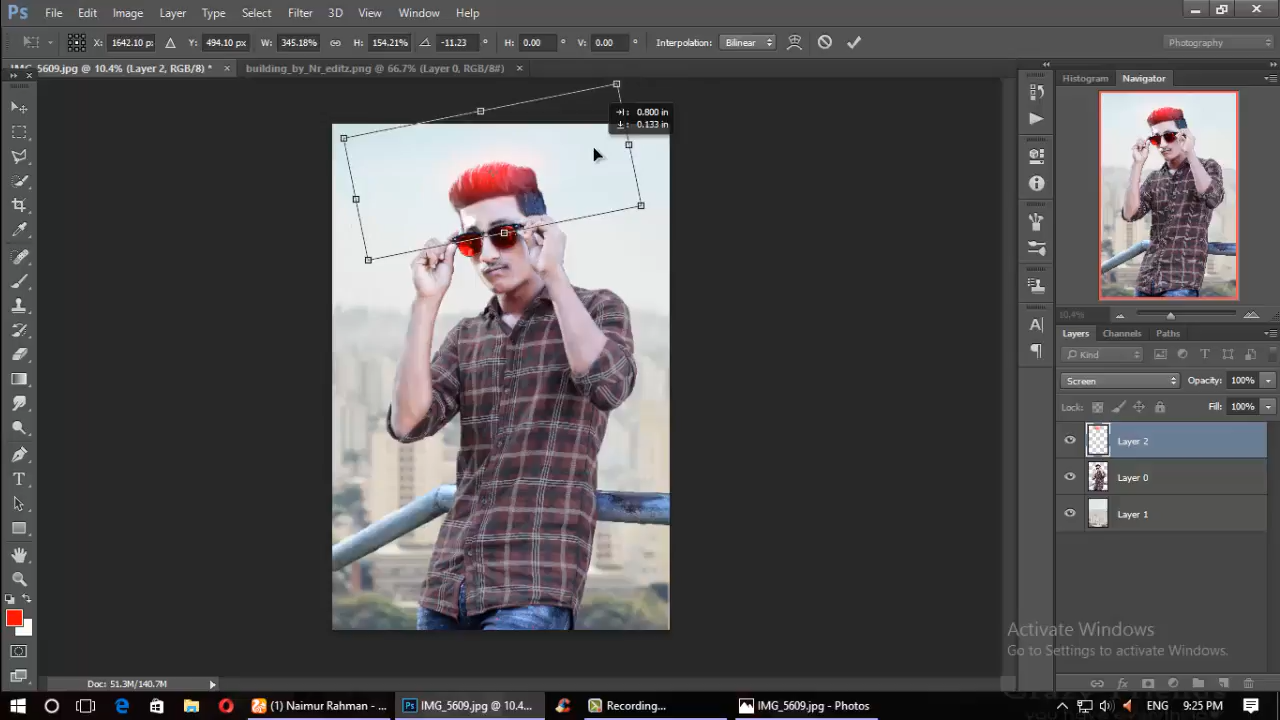 Ps File Edit Image Layer Type Select Filter 3D View Window Help
X: 1642.10 px Y: 494.10 px W: 345.18% H: 154.21% -11.23 ° H: 0.00 ° V: 0.00 ° Interpolation: Bilinear Photography
IMG_5609.jpg @ 10.4% (Layer 2, RGB/8) * × building_by_Nr_editz.png @ 66.7% (Layer 0, RGB/8#) ×
Histogram Navigator
0.800 in
0.133 in
10.4%
Layers Channels Paths
Kind
Screen Opacity: 100%
Lock: Fill: 100%
Layer 2
Layer 0
Layer 1
Activate Windows
Go to Settings to activate Windows.
Doc: 51.3M/140.7M
(1) Naimur Rahman - ... IMG_5609.jpg @ 10.4... Recording... IMG_5609.jpg - Photos ENG 9:25 PM